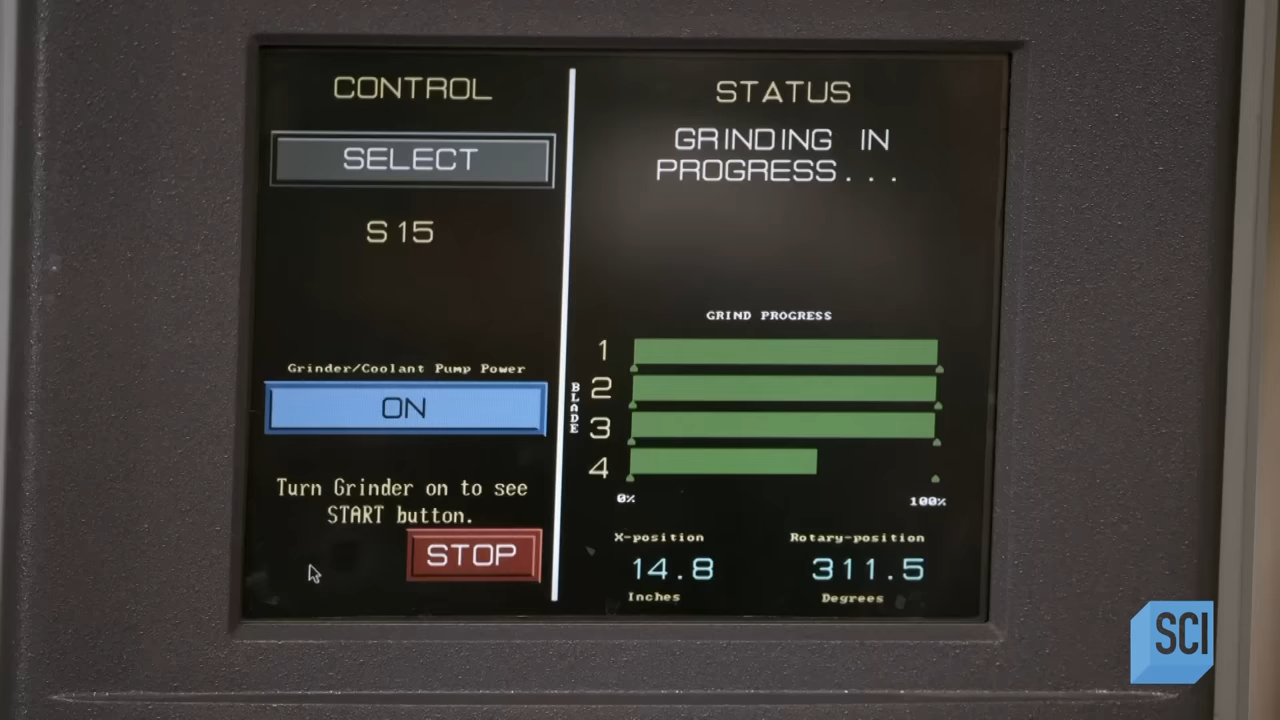 CONTROL
SELECT
S15
Grinder/Coolant Pump Power
ON
Turn Grinder on to see
START button.
STOP
STATUS
GRINDING IN
PROGRESS...
GRIND PROGRESS
BLADE
1
2
3
4
0%
100%
X-position
14.8
Inches
Rotary-position
311.5
Degrees
SCI